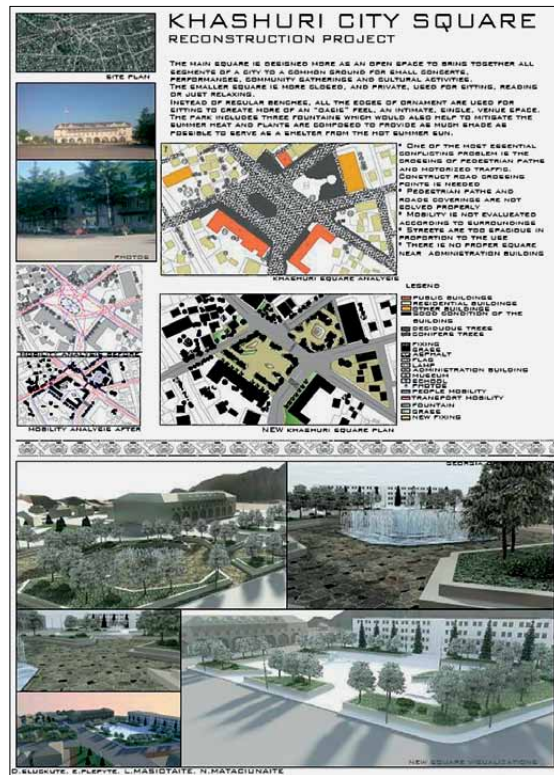 KHASHURI CITY SQUARE
RECONSTRUCTION PROJECT
THE MAIN SQUARE IS DESIGNED MORE AS AN OPEN SPACE TO BRING TOGETHER ALL
SEGMENTS OF A CITY TO A COMMON GROUND FOR SMALL CONCERTS,
PERFORMANCES, COMMUNITY GATHERINGS AND CULTURAL ACTIVITIES.
THE SMALLER SQUARE IS MORE CLOSED, AND PRIVATE, USED FOR SITTING, READING
OR JUST RELAXING.
INSTEAD OF REGULAR BENCHES, ALL THE EDGES OF ORNAMENT ARE USED FOR
SITTING TO CREATE MORE OF AN "OASIS" FEEL, AN INTIMATE, SINGLE, VENUE SPACE.
THE PARK INCLUDES THREE FOUNTAINS WHICH WOULD ALSO HELP TO MITIGATE THE
SUMMER HEAT AND PLANTS ARE COMPOSED TO PROVIDE AS MUCH SHADE AS
POSSIBLE TO SERVE AS A SHELTER FROM THE HOT SUMMER SUN.
SITE PLAN
PHOTOS
* ONE OF THE MOST ESSENTIAL
CONFLICTING PROBLEM IS THE
CROSSING OF PEDESTRIAN PATHS
AND MOTORIZED TRAFFIC.
CONSTRUCT ROAD CROSSING
POINTS IS NEEDED
* PEDESTRIAN PATHS AND
ROADS COVERINGS ARE NOT
SOLVED PROPERLY
* MOBILITY IS NOT EVALUEATED
ACCORDING TO SURROUNDINGS
* STREETS ARE TOO SPACIOUS IN
PROPORTION TO THE USE
* THERE IS NO PROPER SQUARE
NEAR ADMINISTRATION BUILDING
KHASHURI SQUARE ANALYSIS
MOBILITY ANALYSIS BEFORE
MOBILITY ANALYSIS AFTER
NEW KHASHURI SQUARE PLAN
LEGEND
PUBLIC BUILDINGS
RESIDENTIAL BUILDINGS
OTHER BUILDINGS
GOOD CONDITION OF THE
BUILDING
DECIDUOUS TREES
CONIFERS TREES
FIXING
GRASS
ASPHALT
FLAG
LAMP
ADMINISTRATION BUILDING
MUSEUM
SCHOOL
PHOTOS
PEOPLE MOBILITY
TRANSPORT MOBILITY
FOUNTAIN
GRASS
NEW FIXING
GEORGIA
NEW SQUARE VISUALIZATIONS